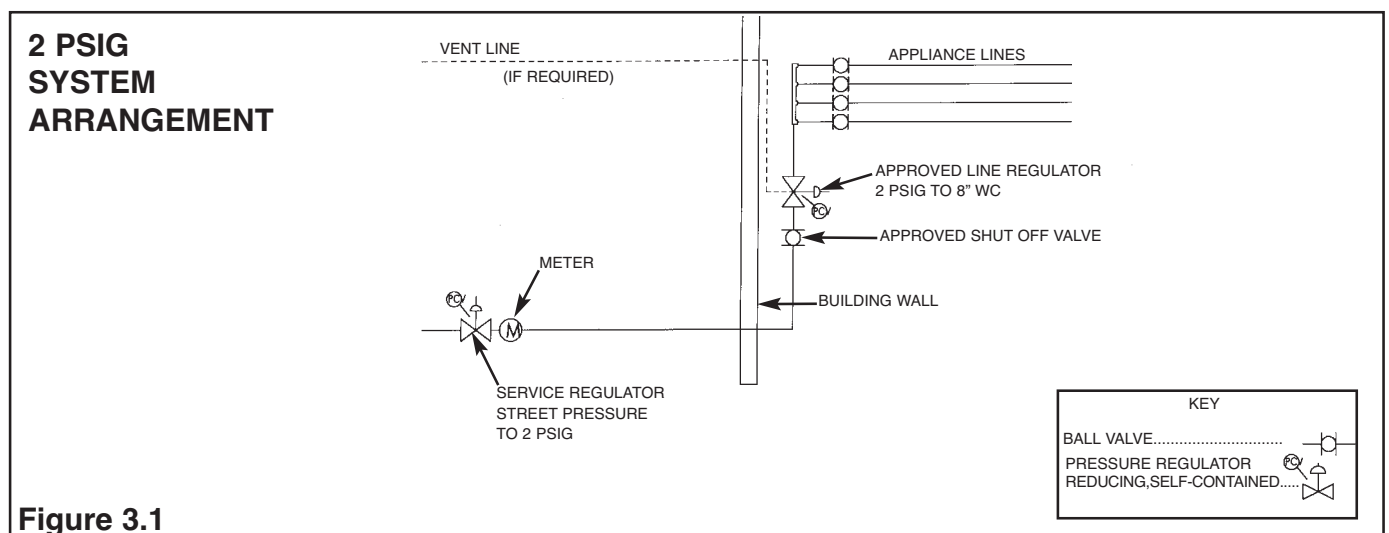 2 PSIG
SYSTEM
ARRANGEMENT
VENT LINE
(IF REQUIRED)
APPLIANCE LINES
APPROVED LINE REGULATOR
2 PSIG TO 8” WC
PCV
APPROVED SHUT OFF VALVE
METER
BUILDING WALL
PCV
M
SERVICE REGULATOR
STREET PRESSURE
TO 2 PSIG
KEY
BALL VALVE..............................
PRESSURE REGULATOR
REDUCING,SELF-CONTAINED.....
PCV
Figure 3.1